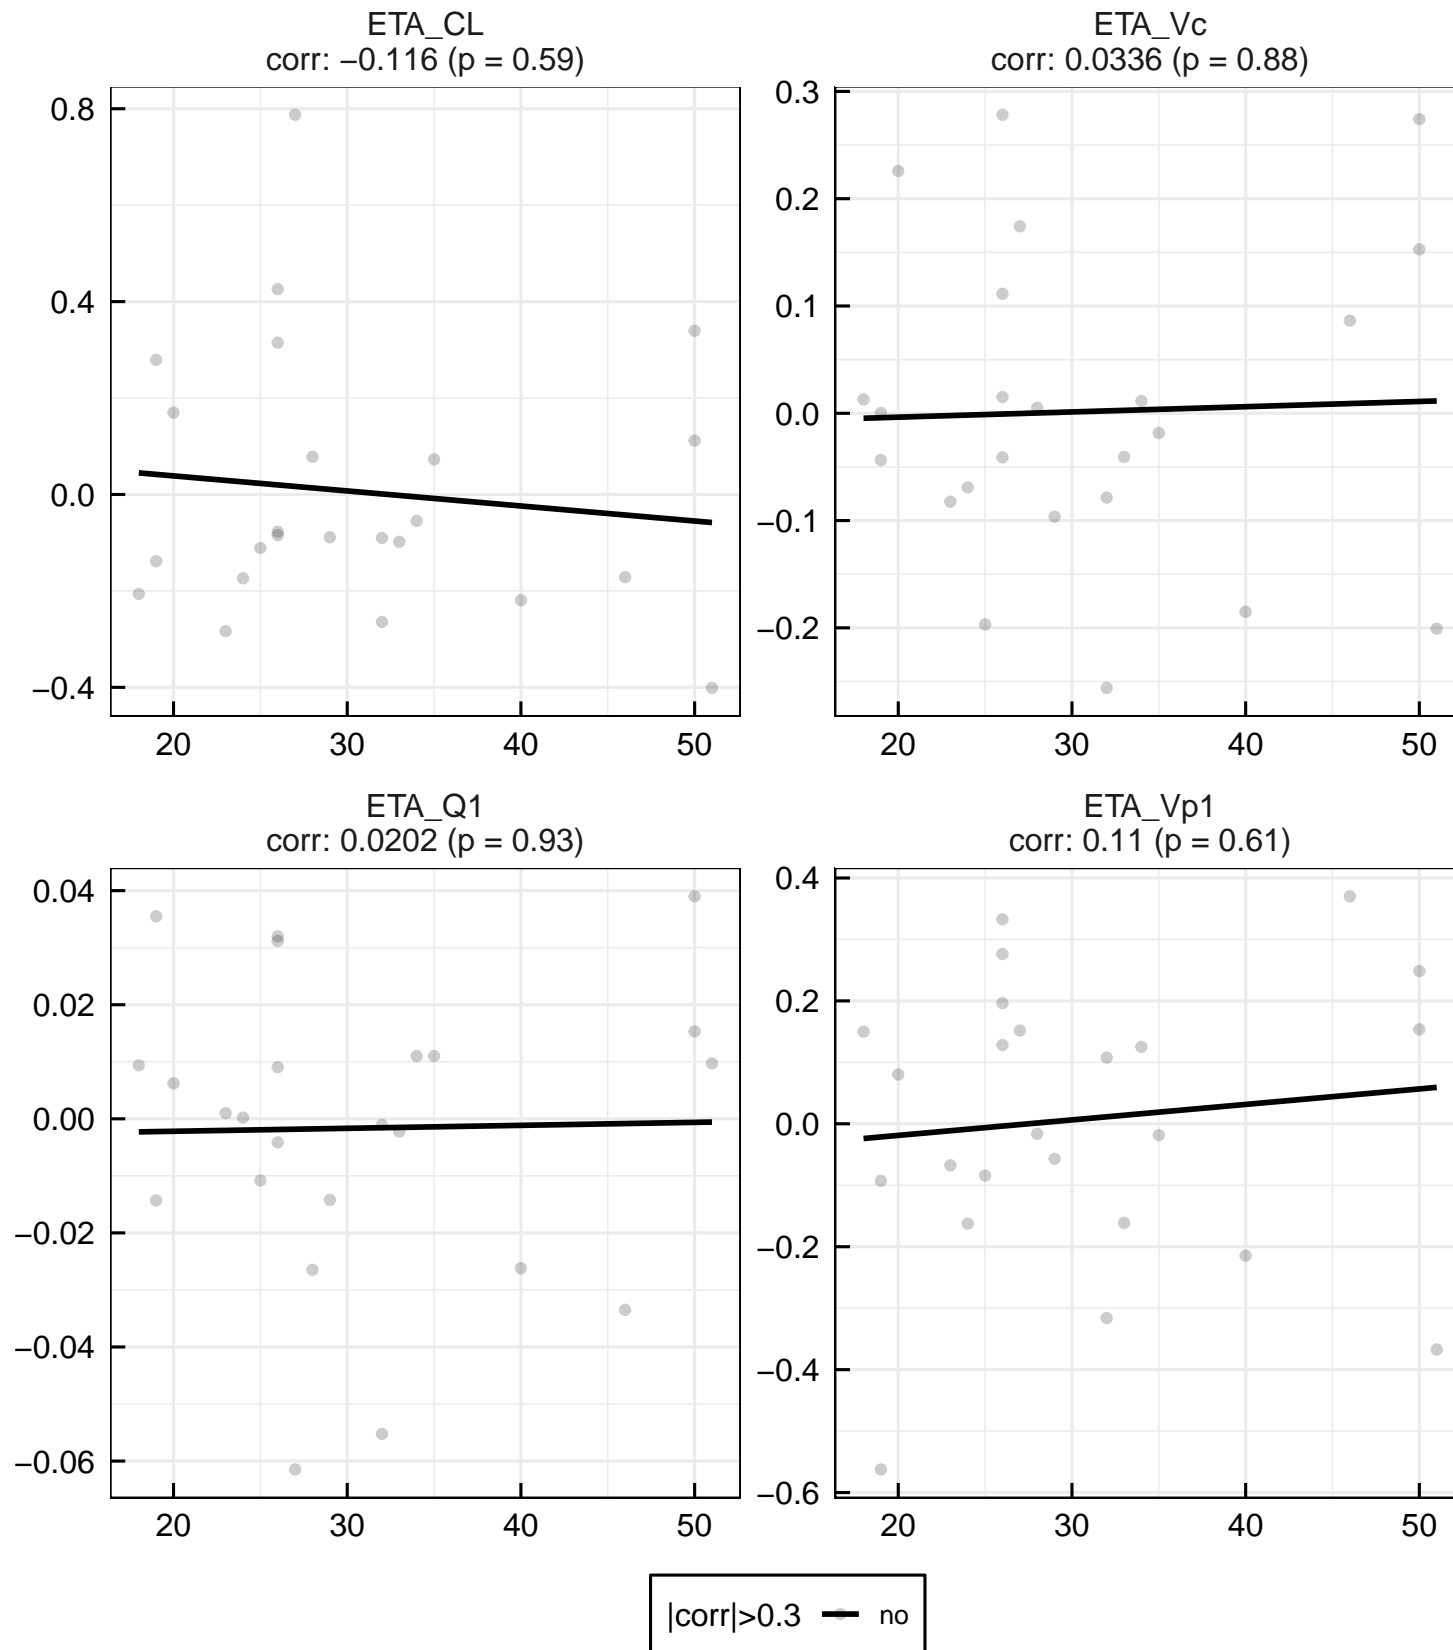 ETA_CL
corr: −0.116 (p = 0.59)
0.8
0.4
0.0
−0.4
20 30 40 50
ETA_Vc
corr: 0.0336 (p = 0.88)
0.3
0.2
0.1
0.0
−0.1
−0.2
20 30 40 50
ETA_Q1
corr: 0.0202 (p = 0.93)
0.04
0.02
0.00
−0.02
−0.04
−0.06
20 30 40 50
ETA_Vp1
corr: 0.11 (p = 0.61)
0.4
0.2
0.0
−0.2
−0.4
−0.6
20 30 40 50
|corr|>0.3 no